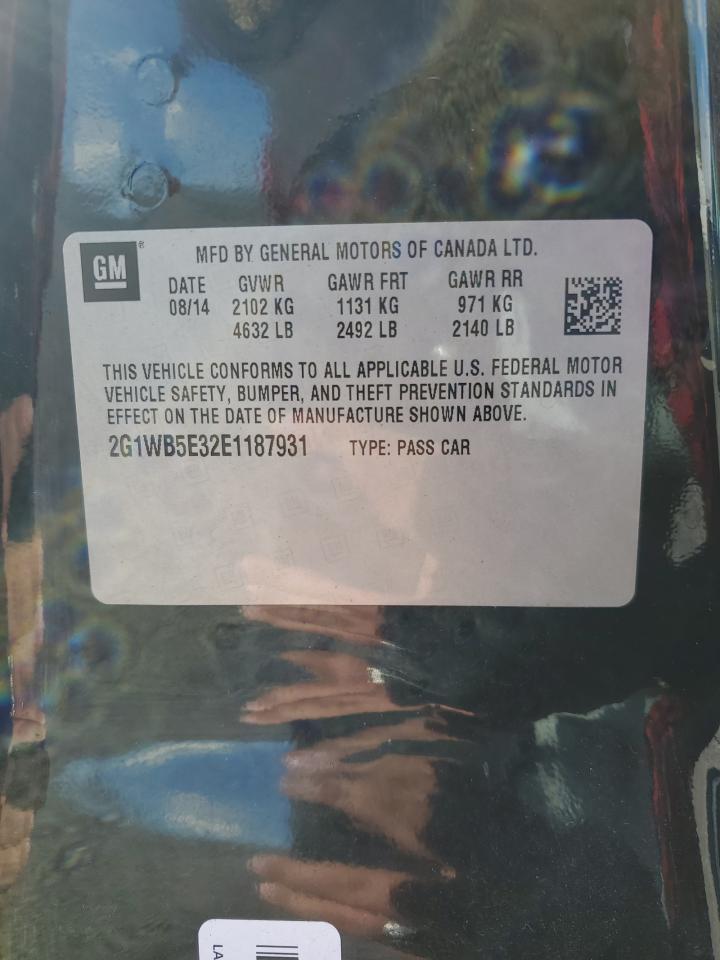 GM ®
MFD BY GENERAL MOTORS OF CANADA LTD.
DATE GVWR GAWR FRT GAWR RR
08/14 2102 KG 1131 KG 971 KG
4632 LB 2492 LB 2140 LB
THIS VEHICLE CONFORMS TO ALL APPLICABLE U.S. FEDERAL MOTOR
VEHICLE SAFETY, BUMPER, AND THEFT PREVENTION STANDARDS IN
EFFECT ON THE DATE OF MANUFACTURE SHOWN ABOVE.
2G1WB5E32E1187931 TYPE: PASS CAR
LA